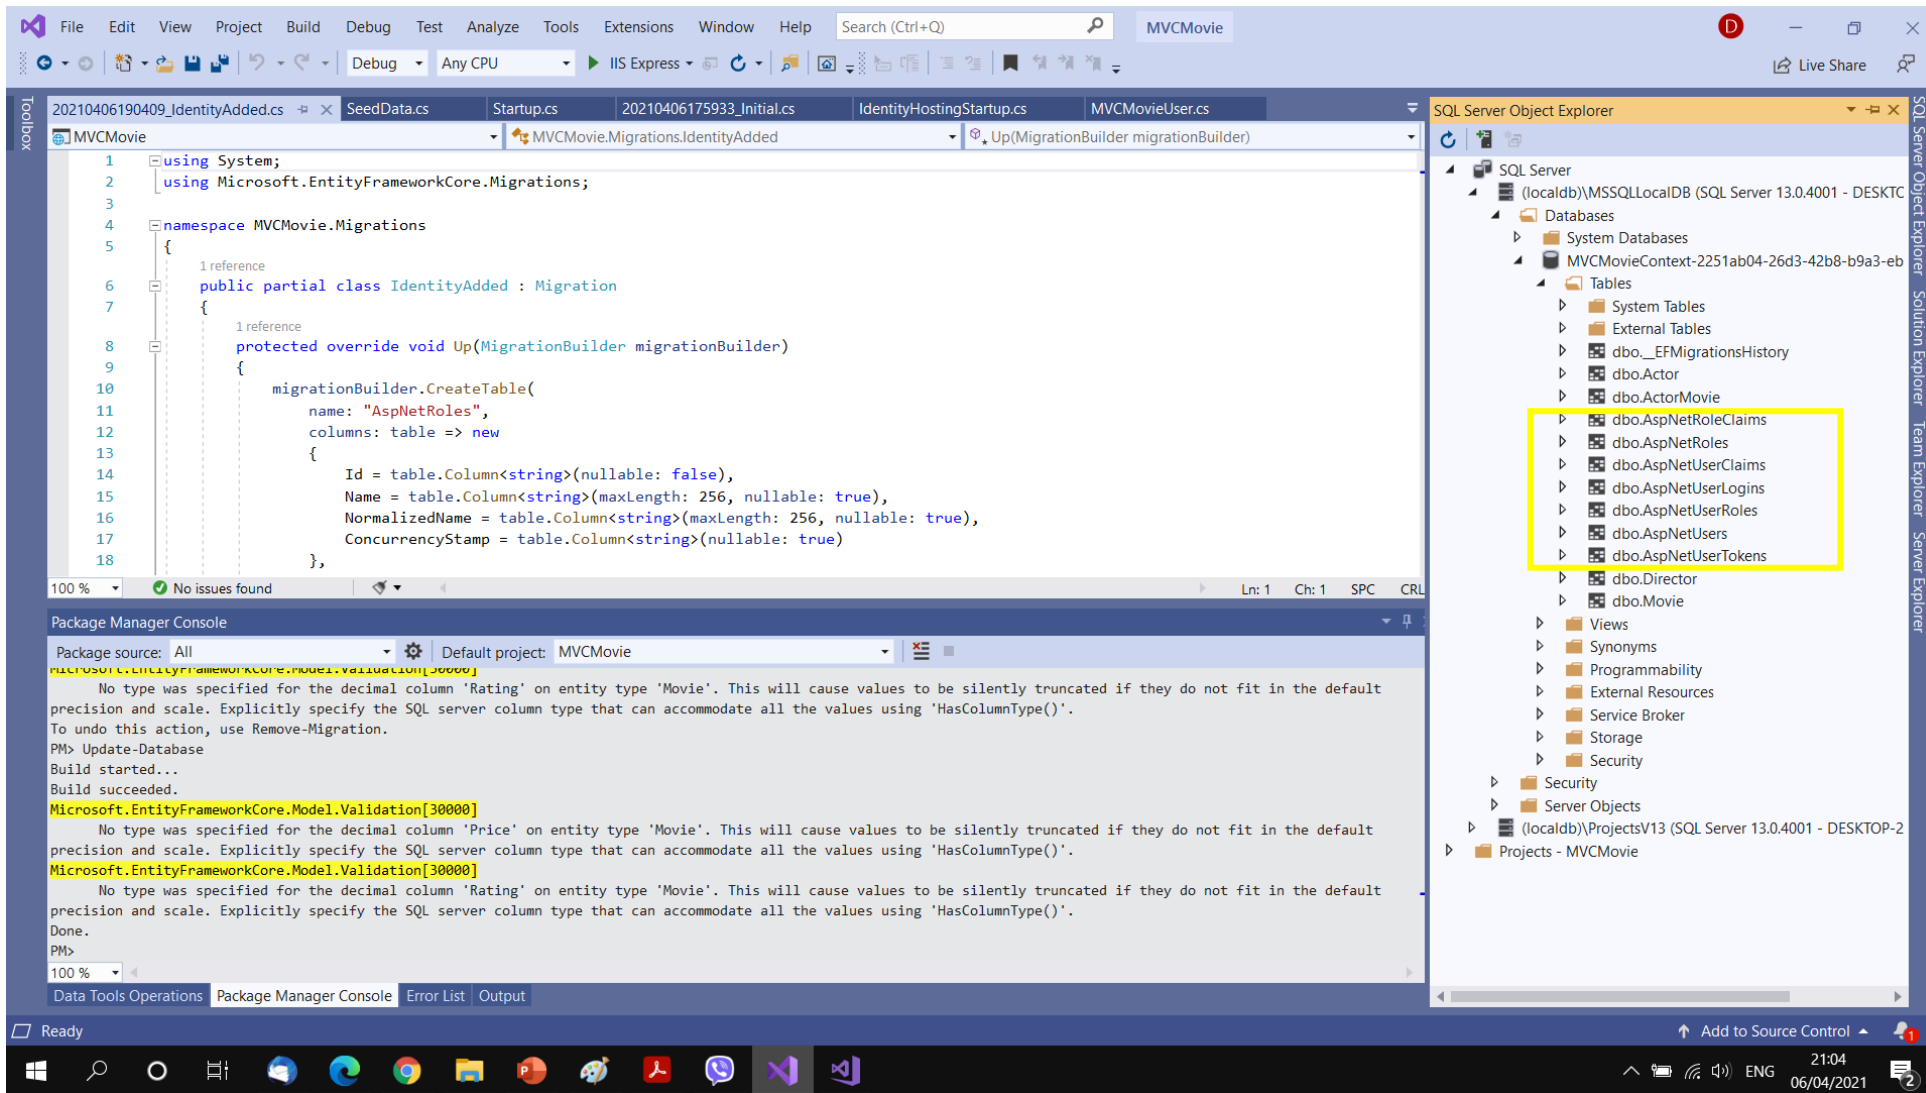 File Edit View Project Build Debug Test Analyze Tools Extensions Window Help Search (Ctrl+Q) MVCMovie D
Debug Any CPU IIS Express Live Share
Toolbox
20210406190409_IdentityAdded.cs SeedData.cs Startup.cs 20210406175933_Initial.cs IdentityHostingStartup.cs MVCMovieUser.cs
MVCMovie MVCMovie.Migrations.IdentityAdded Up(MigrationBuilder migrationBuilder)
1 using System;
2 using Microsoft.EntityFrameworkCore.Migrations;
3
4 namespace MVCMovie.Migrations
5 {
1 reference
6 public partial class IdentityAdded : Migration
7 {
1 reference
8 protected override void Up(MigrationBuilder migrationBuilder)
9 {
10 migrationBuilder.CreateTable(
11 name: "AspNetRoles",
12 columns: table => new
13 {
14 Id = table.Column<string>(nullable: false),
15 Name = table.Column<string>(maxLength: 256, nullable: true),
16 NormalizedName = table.Column<string>(maxLength: 256, nullable: true),
17 ConcurrencyStamp = table.Column<string>(nullable: true)
18 },
100 % No issues found Ln: 1 Ch: 1 SPC CRL
Package Manager Console
Package source: All Default project: MVCMovie
Microsoft.EntityFrameworkCore.Model.Validation[30000]
No type was specified for the decimal column 'Rating' on entity type 'Movie'. This will cause values to be silently truncated if they do not fit in the default
precision and scale. Explicitly specify the SQL server column type that can accommodate all the values using 'HasColumnType()'.
To undo this action, use Remove-Migration.
PM> Update-Database
Build started...
Build succeeded.
Microsoft.EntityFrameworkCore.Model.Validation[30000]
No type was specified for the decimal column 'Price' on entity type 'Movie'. This will cause values to be silently truncated if they do not fit in the default
precision and scale. Explicitly specify the SQL server column type that can accommodate all the values using 'HasColumnType()'.
Microsoft.EntityFrameworkCore.Model.Validation[30000]
No type was specified for the decimal column 'Rating' on entity type 'Movie'. This will cause values to be silently truncated if they do not fit in the default
precision and scale. Explicitly specify the SQL server column type that can accommodate all the values using 'HasColumnType()'.
Done.
PM>
100 %
Data Tools Operations Package Manager Console Error List Output
SQL Server Object Explorer
SQL Server
(localdb)\MSSQLLocalDB (SQL Server 13.0.4001 - DESKTC
Databases
System Databases
MVCMovieContext-2251ab04-26d3-42b8-b9a3-eb
Tables
System Tables
External Tables
dbo.__EFMigrationsHistory
dbo.Actor
dbo.ActorMovie
dbo.AspNetRoleClaims
dbo.AspNetRoles
dbo.AspNetUserClaims
dbo.AspNetUserLogins
dbo.AspNetUserRoles
dbo.AspNetUsers
dbo.AspNetUserTokens
dbo.Director
dbo.Movie
Views
Synonyms
Programmability
External Resources
Service Broker
Storage
Security
Security
Server Objects
(localdb)\ProjectsV13 (SQL Server 13.0.4001 - DESKTOP-2
Projects - MVCMovie
SQL Server Object Explorer
Solution Explorer
Team Explorer
Server Explorer
Ready Add to Source Control 1
ENG 21:04
06/04/2021
2